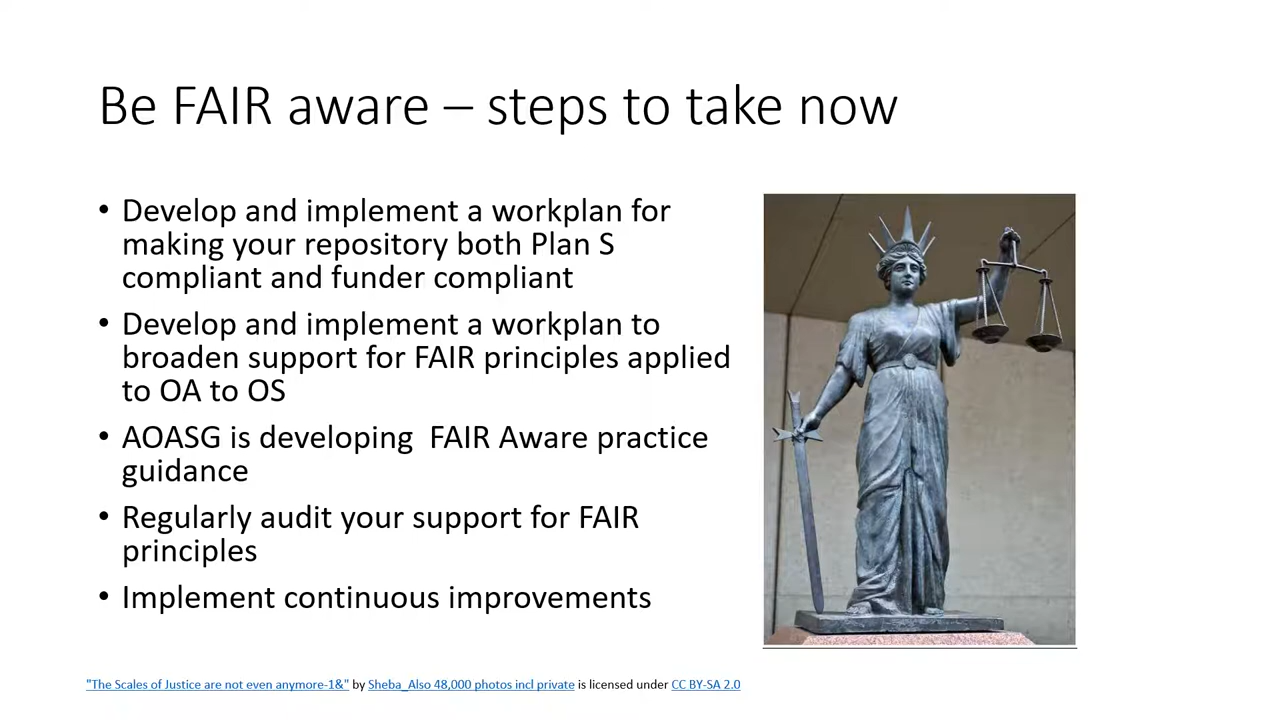 Be FAIR aware – steps to take now
• Develop and implement a workplan for
making your repository both Plan S
compliant and funder compliant
• Develop and implement a workplan to
broaden support for FAIR principles applied
to OA to OS
• AOASG is developing  FAIR Aware practice
guidance
• Regularly audit your support for FAIR
principles
• Implement continuous improvements
"The Scales of Justice are not even anymore-1&" by Sheba_Also 48,000 photos incl private is licensed under CC BY-SA 2.0